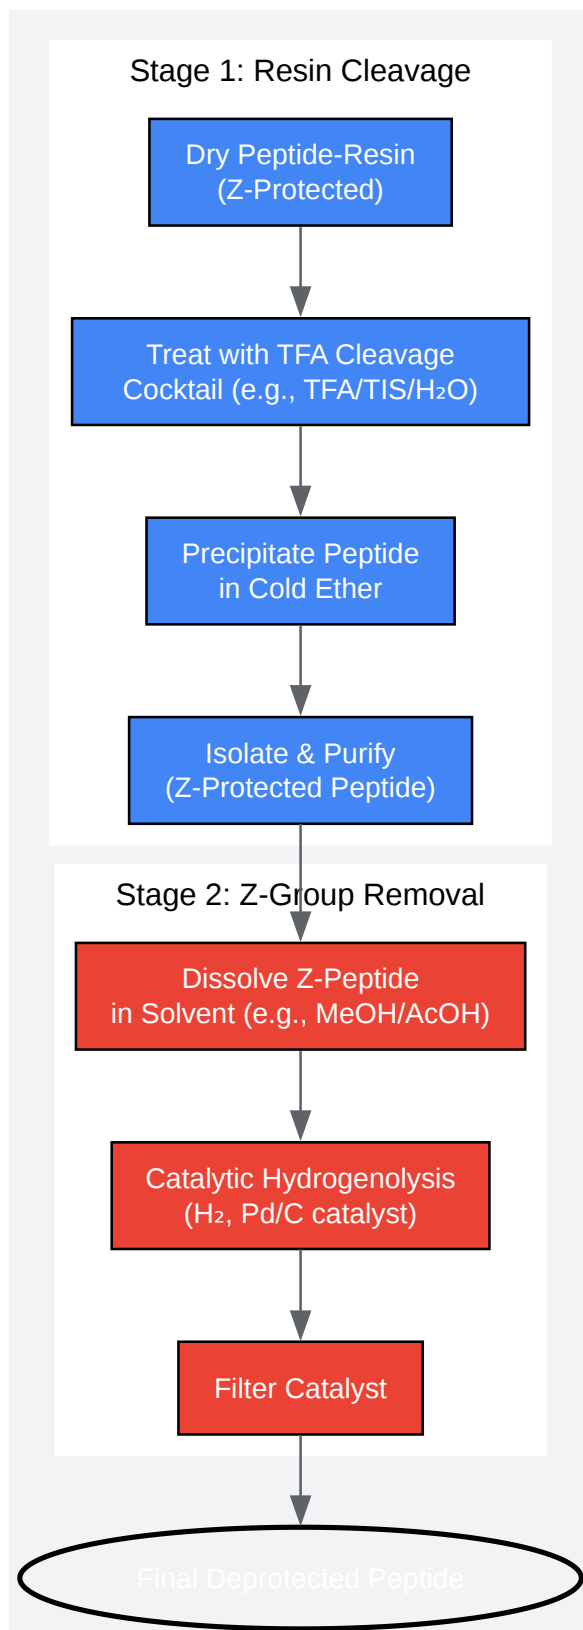 Stage 1: Resin Cleavage
Dry Peptide-Resin
(Z-Protected)
Treat with TFA Cleavage
Cocktail (e.g., TFA/TIS/H₂O)
Precipitate Peptide
in Cold Ether
Isolate & Purify
(Z-Protected Peptide)
Stage 2: Z-Group Removal
Dissolve Z-Peptide
in Solvent (e.g., MeOH/AcOH)
Catalytic Hydrogenolysis
(H₂, Pd/C catalyst)
Filter Catalyst
Final Deprotected Peptide